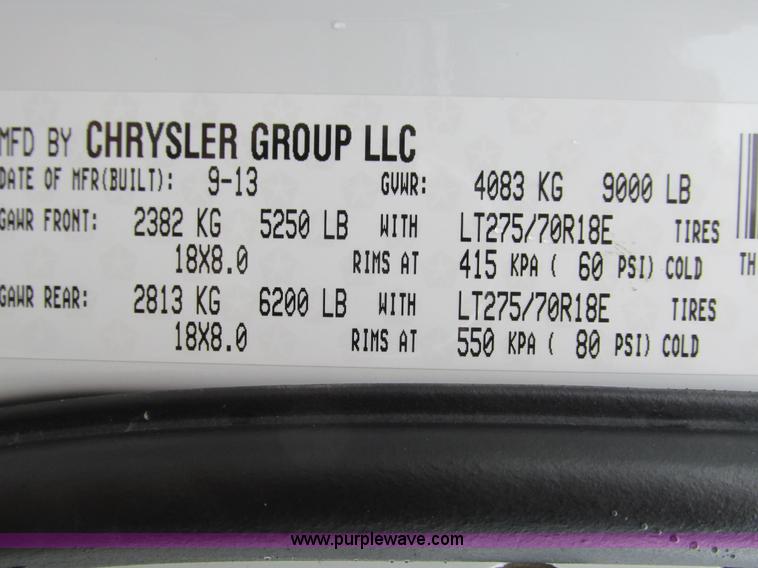 MFD BY CHRYSLER GROUP LLC
DATE OF MFR(BUILT): 9-13 GVWR: 4083 KG 9000 LB
GAWR FRONT: 2382 KG 5250 LB WITH LT275/70R18E TIRES
18X8.0 RIMS AT 415 KPA ( 60 PSI) COLD TH
GAWR REAR: 2813 KG 6200 LB WITH LT275/70R18E TIRES
18X8.0 RIMS AT 550 KPA ( 80 PSI) COLD
www.purplewave.com